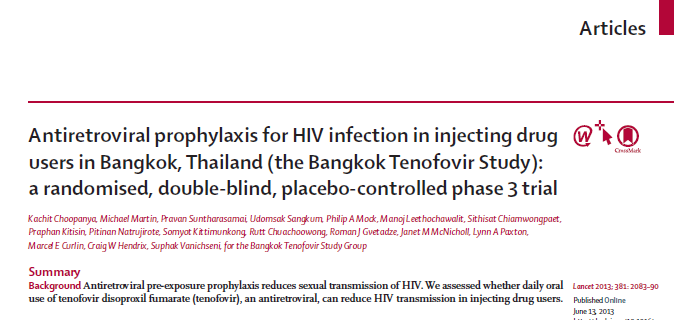 Articles
Antiretroviral prophylaxis for HIV infection in injecting drug
users in Bangkok, Thailand (the Bangkok Tenofovir Study):
a randomised, double-blind, placebo-controlled phase 3 trial
CrossMark
Kachit Choopanya, Michael Martin, Pravan Suntharasamai, Udomsak Sangkum, Philip A Mock, Manoj Leethochawalit, Sithisat Chiamwongpaet,
Praphan Kitisin, Pitinan Natrujirote, Somyot Kittimunkong, Rutt Chuachoowong, Roman J Gvetadze, Janet M McNicholl, Lynn A Paxton,
Marcel E Curlin, Craig W Hendrix, Suphak Vanichseni, for the Bangkok Tenofovir Study Group
Summary
Background Antiretroviral pre-exposure prophylaxis reduces sexual transmission of HIV. We assessed whether daily oral
use of tenofovir disoproxil fumarate (tenofovir), an antiretroviral, can reduce HIV transmission in injecting drug users.
Lancet 2013; 381: 2083–90
Published Online
June 13, 2013